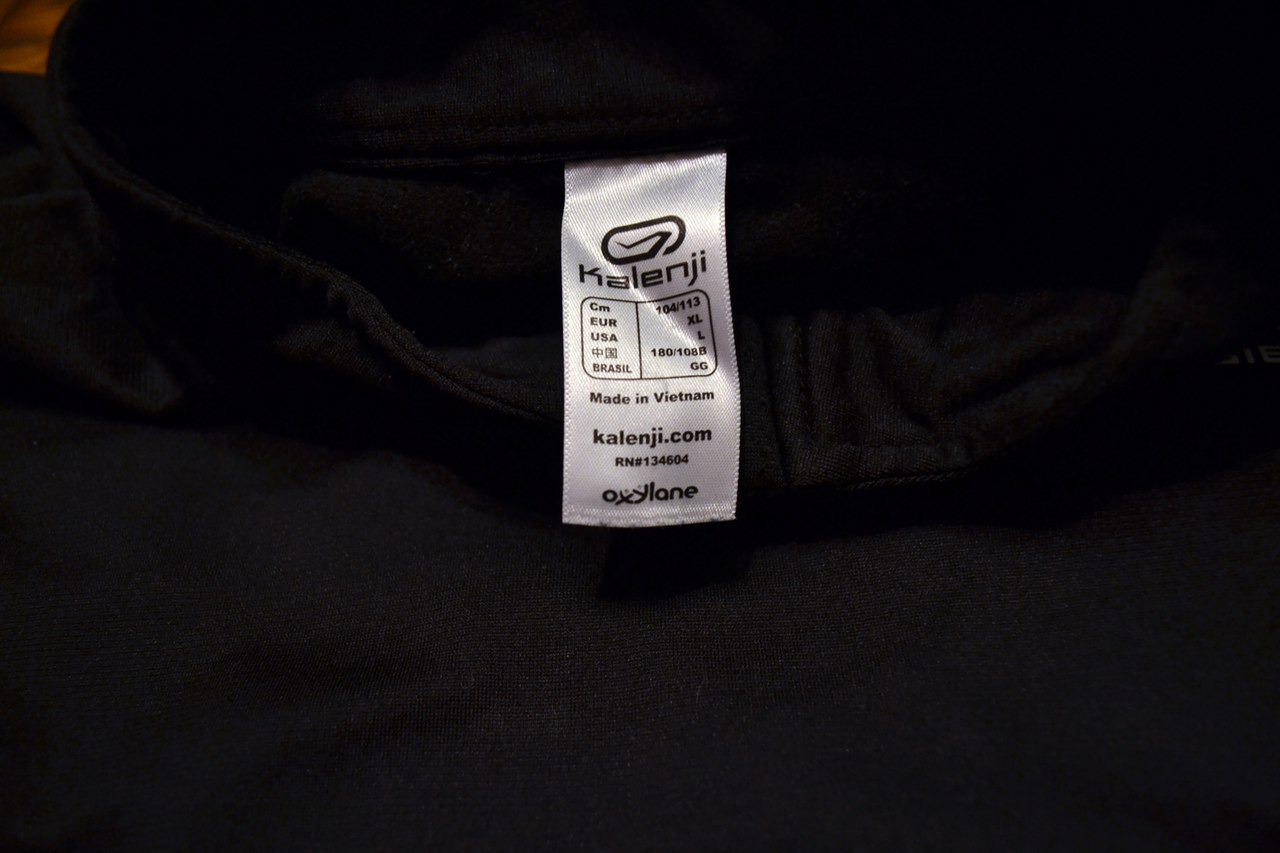 kalenji
Cm 104/113
EUR XL
USA L
中国 180/108B
BRASIL GG
Made in Vietnam
kalenji.com
RN#134604
oxylane